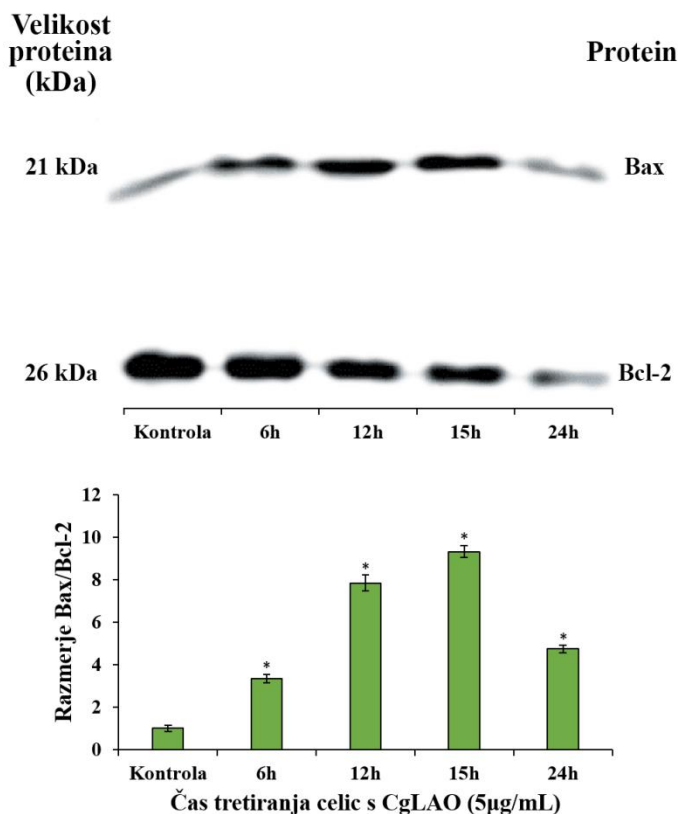 Velikost
proteina
(kDa)
Protein
21 kDa
Bax
26 kDa
Bcl-2
Kontrola 6h 12h 15h 24h
Razmerje Bax/Bcl-2
12
10
8
6
4
2
0
* * * *
Kontrola 6h 12h 15h 24h
Čas tretiranja celic s CgLAO (5µg/mL)